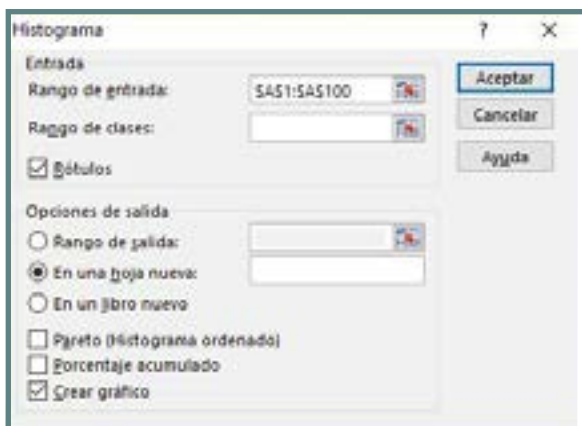 Histograma ? ×
Entrada
Rango de entrada: $A$1:$A$100
Rango de clases:
Rótulos
Aceptar
Cancelar
Ayuda
Opciones de salida
Rango de salida:
En una hoja nueva:
En un libro nuevo
Pareto (Histograma ordenado)
Porcentaje acumulado
Crear gráfico